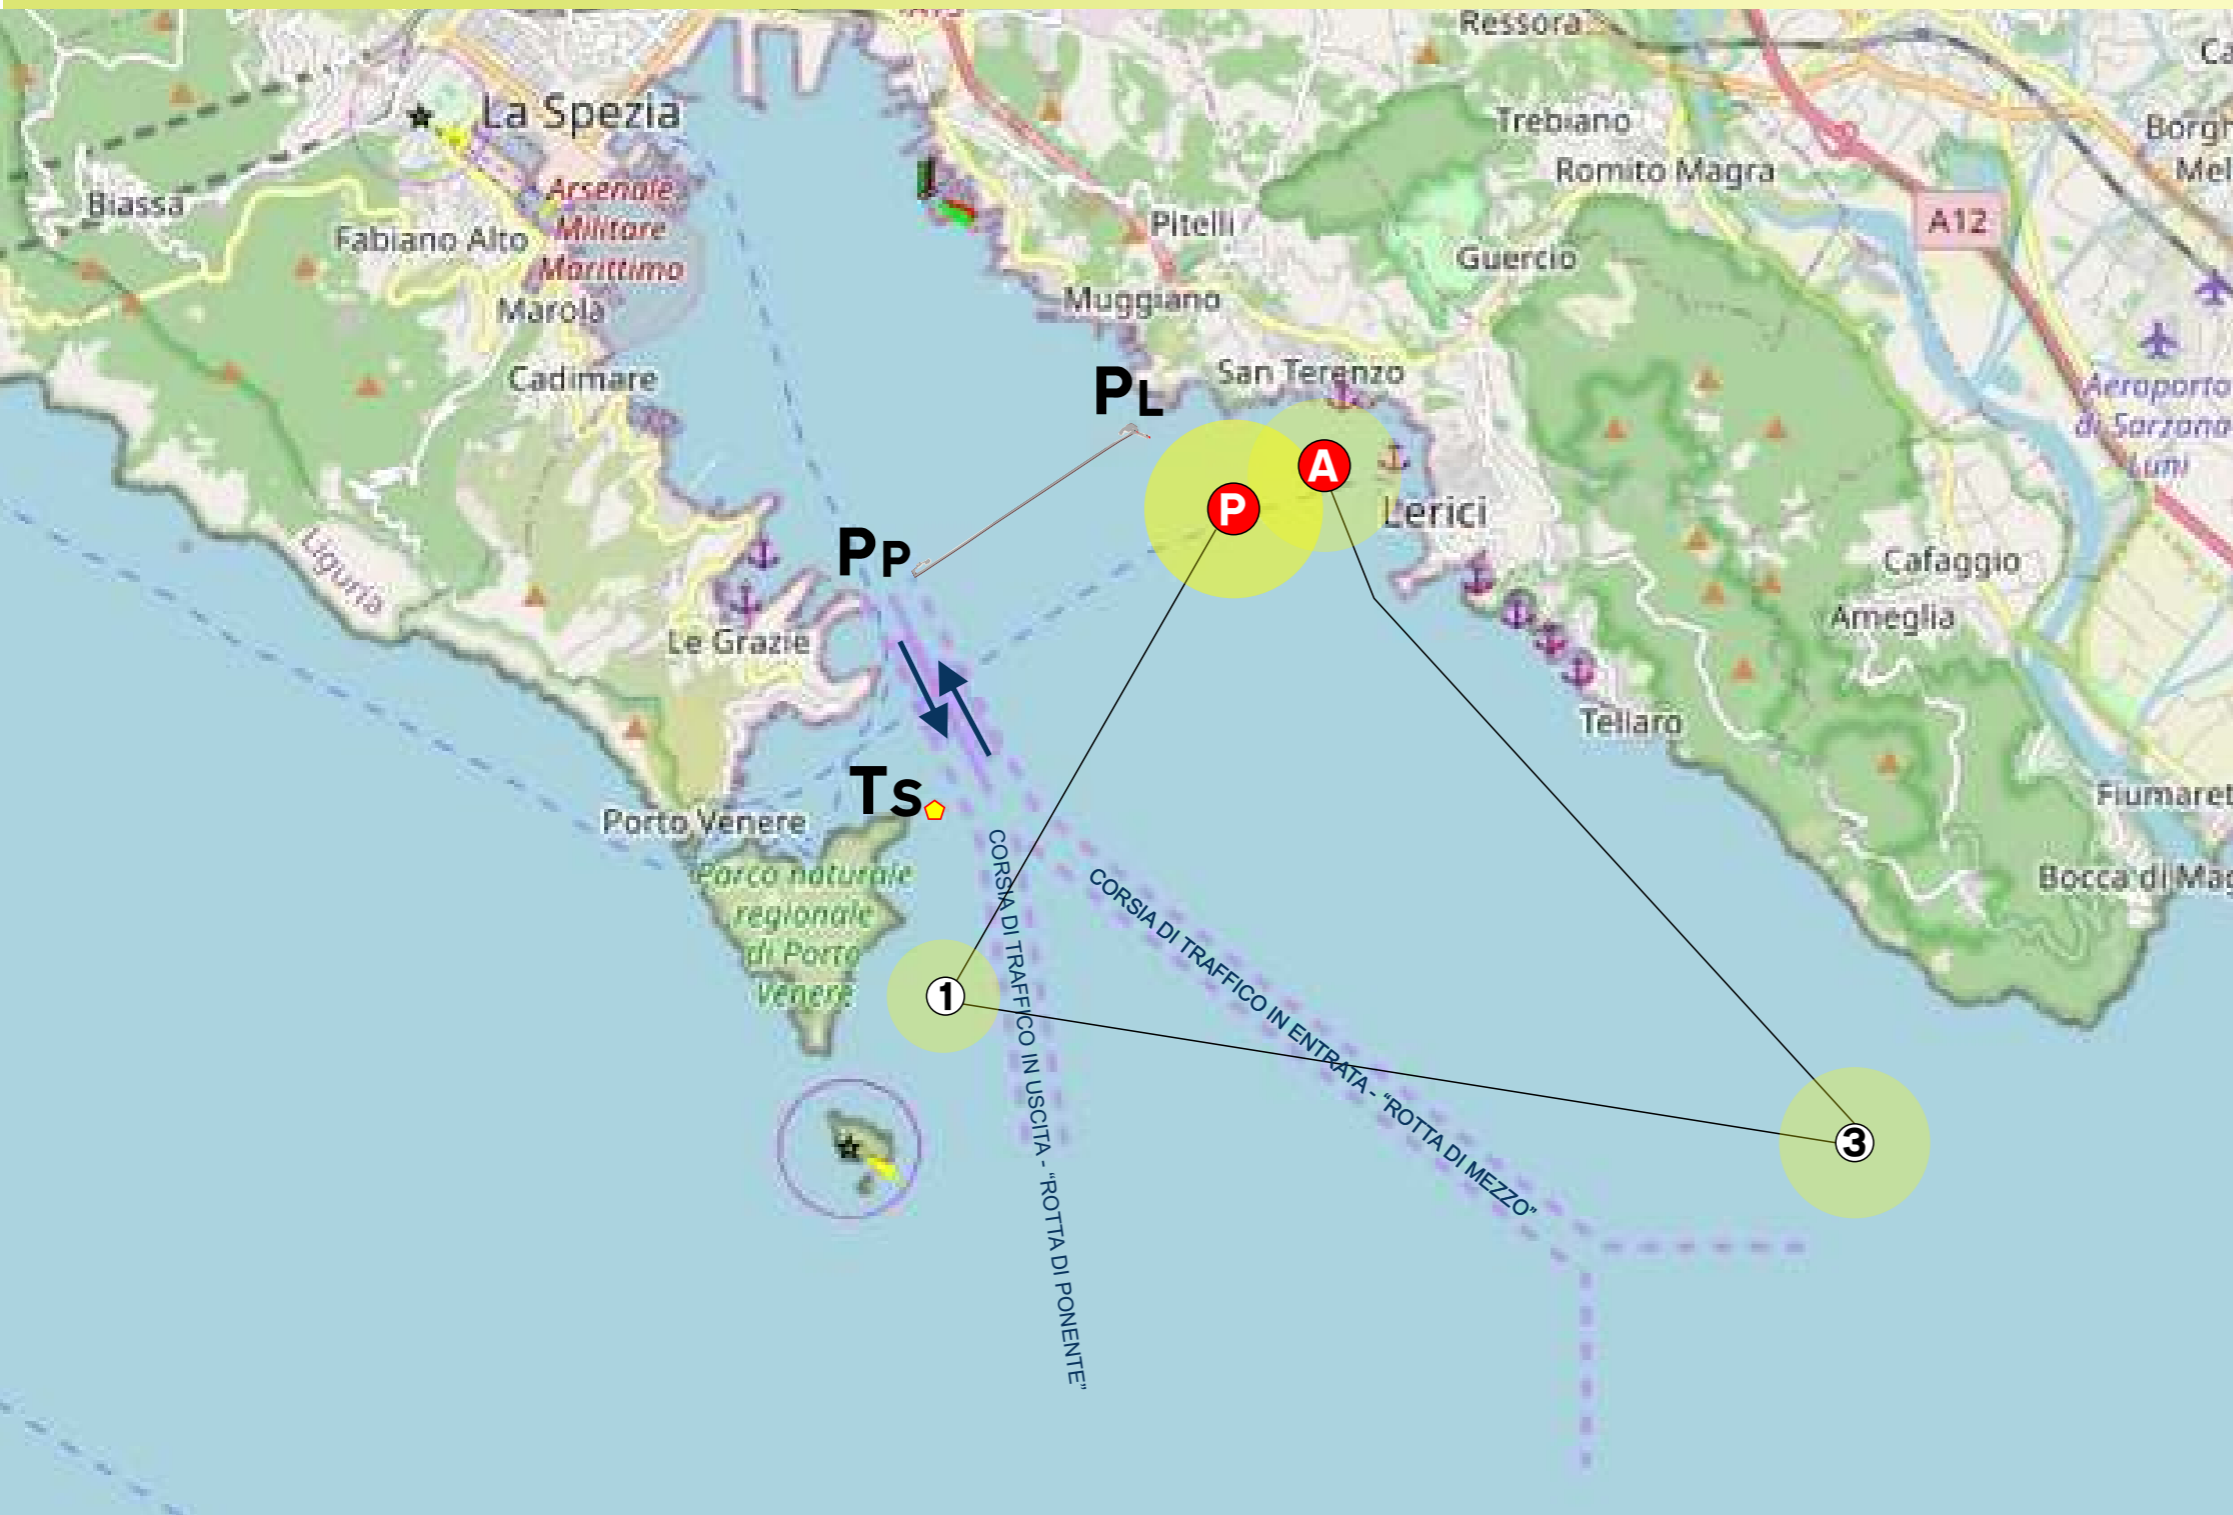 Ressora
La Spezia
Trebiano
Romito Magra
Biassa
Arsenale
Militare
Marittimo
Fabiano Alto
Pitelli
A12
Guercio
Marola
Muggiano
Cadimare
San Terenzo
PL
Aeroporto
di Sarzana-
Luni
A
P
Lerici
PP
Liguria
Cafaggio
Ameglia
Le Grazie
Tellaro
Ts
Porto Venere
Parco naturale
regionale
di Porto
Venere
CORSIA DI TRAFFICO IN USCITA - “ROTTA DI PONENTE”
CORSIA DI TRAFFICO IN ENTRATA - “ROTTA DI MEZZO”
Fiumaret
Bocca di Mag
1
3